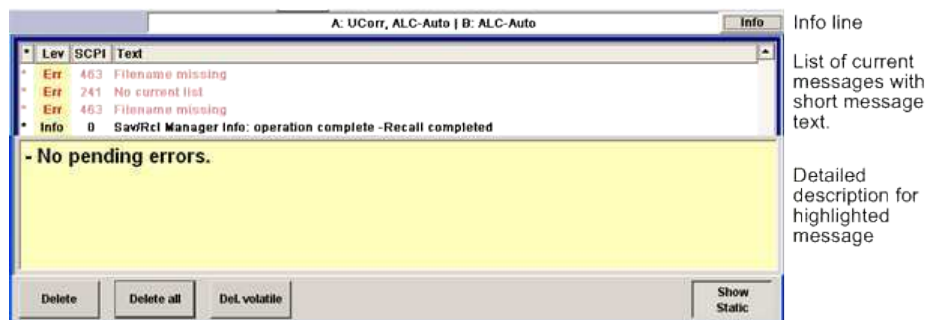 A: UCorr, ALC-Auto | B: ALC-Auto
Info
Info line
* Lev SCPI Text
* Err 463 Filename missing
* Err 241 No current list
* Err 463 Filename missing
* Info 0 Sav/Rcl Manager Info: operation complete -Recall completed
List of current
messages with
short message
text.
- No pending errors.
Detailed
description for
highlighted
message
Delete
Delete all
Del. volatile
Show
Static